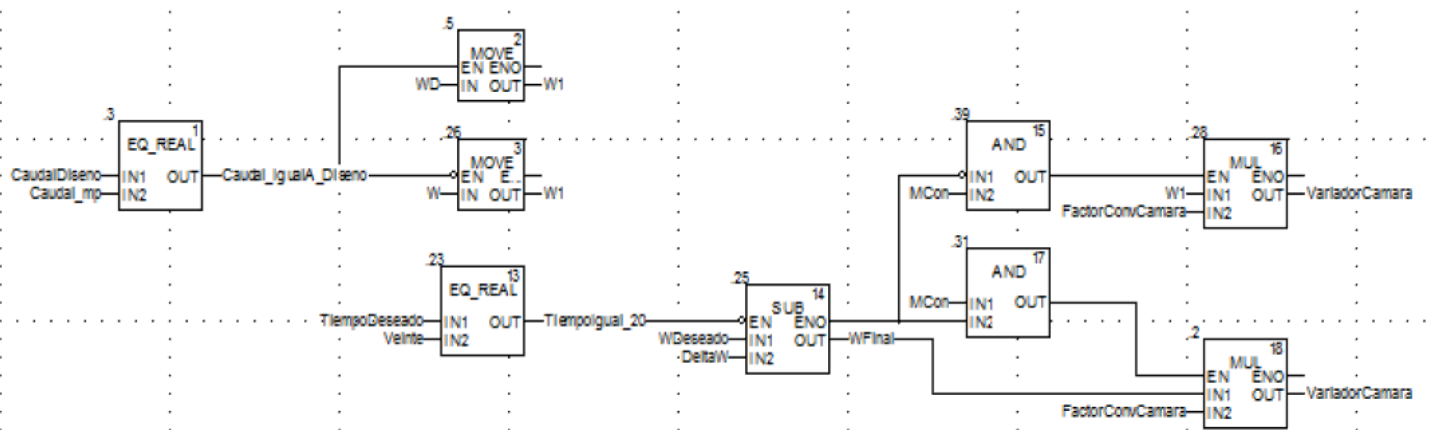 .5
2
MOVE
EN ENO
WD IN OUT W1
.3
1
EQ_REAL
CaudalDiseno IN1 OUT Caudal_IgualA_Diseno
Caudal_mp IN2
.26
3
MOVE
EN E..
W IN OUT W1
.39
15
AND
IN1 OUT
MCon IN2
.28
16
MUL
EN ENO
W1 IN1 OUT VariadorCamara
FactorConvCamara IN2
.23
13
EQ_REAL
TiempoDeseado IN1 OUT TiempoIgual_20
Veinte IN2
.25
14
SUB
EN ENO
WDeseado IN1 OUT WFinal
DeltaW IN2
.31
17
AND
MCon IN1 OUT
IN2
.2
18
MUL
EN ENO
IN1 OUT VariadorCamara
FactorConvCamara IN2